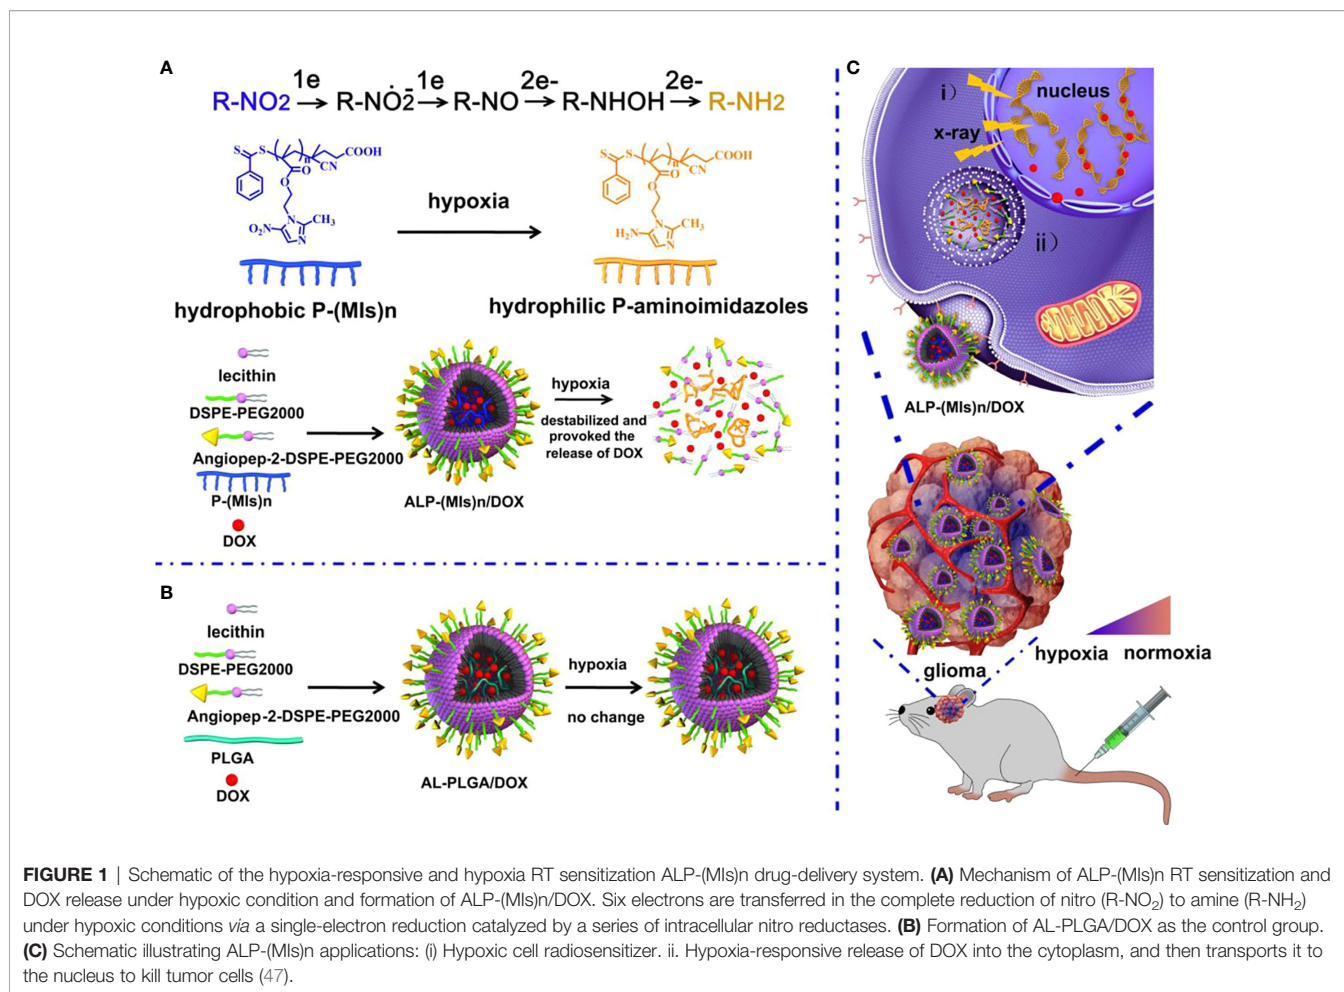 A
R-NO2 1e R-NO2·- 1e R-NO 2e- R-NHOH 2e- R-NH2
S
S
n
COOH
CN
O
O
N
CH3
O2N
N
hypoxia
S
S
n
COOH
CN
O
O
N
CH3
H2N
N
hydrophobic P-(MIs)n
hydrophilic P-aminoimidazoles
lecithin
DSPE-PEG2000
Angiopep-2-DSPE-PEG2000
P-(MIs)n
DOX
ALP-(MIs)n/DOX
hypoxia
destabilized and
provoked the
release of DOX
B
lecithin
DSPE-PEG2000
Angiopep-2-DSPE-PEG2000
PLGA
DOX
AL-PLGA/DOX
hypoxia
no change
C
i）
nucleus
x-ray
ii）
ALP-(MIs)n/DOX
glioma
hypoxia normoxia
FIGURE 1 | Schematic of the hypoxia-responsive and hypoxia RT sensitization ALP-(MIs)n drug-delivery system. (A) Mechanism of ALP-(MIs)n RT sensitization and
DOX release under hypoxic condition and formation of ALP-(MIs)n/DOX. Six electrons are transferred in the complete reduction of nitro (R-NO2) to amine (R-NH2)
under hypoxic conditions via a single-electron reduction catalyzed by a series of intracellular nitro reductases. (B) Formation of AL-PLGA/DOX as the control group.
(C) Schematic illustrating ALP-(MIs)n applications: (i) Hypoxic cell radiosensitizer. ii. Hypoxia-responsive release of DOX into the cytoplasm, and then transports it to
the nucleus to kill tumor cells (47).